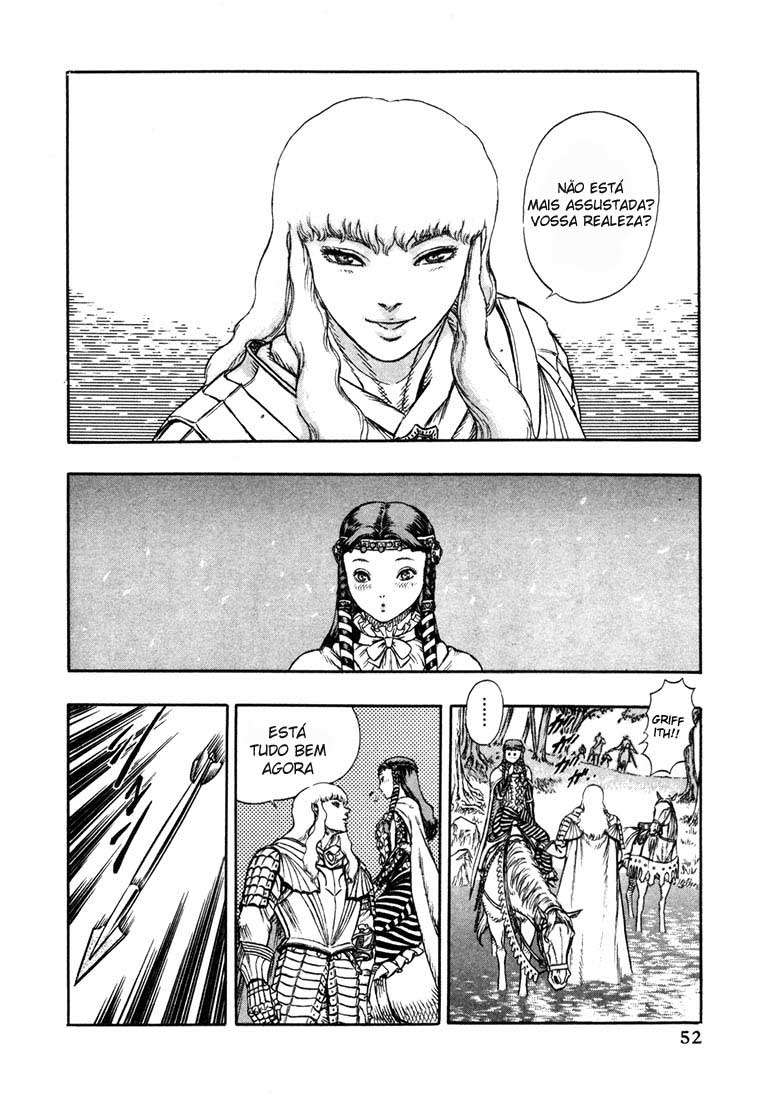 NÃO ESTÁ
MAIS ASSUSTADA?
VOSSA REALEZA?
GRIFF
ITH!!
......
ESTÁ
TUDO BEM
AGORA
52